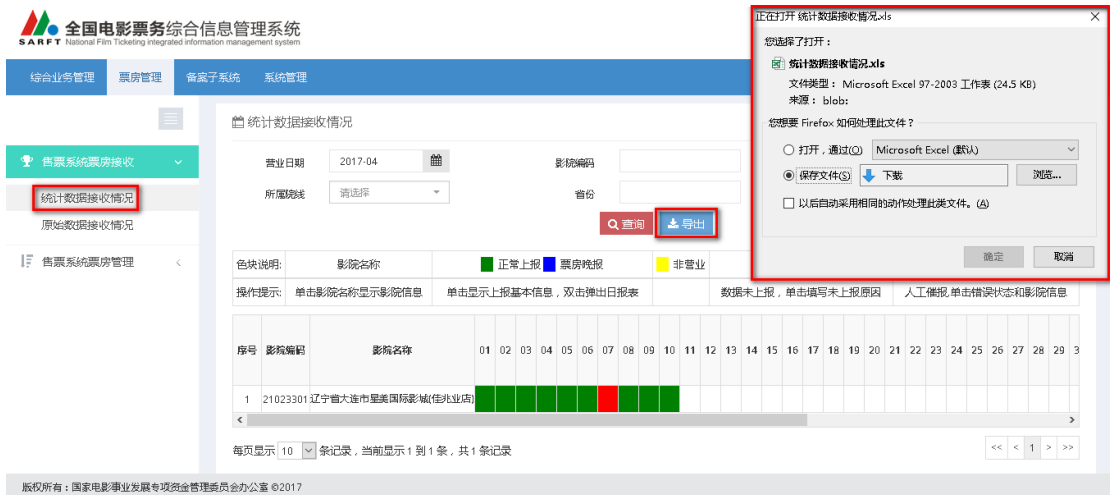 全国电影票务综合信息管理系统
SARFT National Film Ticketing integrated information management system
综合业务管理 票房管理 备案子系统 系统管理
售票系统票房接收
统计数据接收情况
原始数据接收情况
售票系统票房管理
统计数据接收情况
营业日期 2017-04 影院编码
所属院线 请选择 省份
查询 导出
色块说明: 影院名称 正常上报 票房晚报 非营业
操作提示: 单击影院名称显示影院信息 单击显示上报基本信息，双击弹出日报表 数据未上报，单击填写未上报原因 人工催报,单击错误状态和影院信息
序号 影院编码 影院名称 01 02 03 04 05 06 07 08 09 10 11 12 13 14 15 16 17 18 19 20 21 22 23 24 25 26 27 28 29 3
1 21023301 辽宁省大连市星美国际影城(佳兆业店)
每页显示 10 条记录，当前显示 1 到 1 条，共 1 条记录
<< < 1 > >>
版权所有：国家电影事业发展专项资金管理委员会办公室 ©2017
正在打开 统计数据接收情况.xls
您选择了打开：
统计数据接收情况.xls
文件类型： Microsoft Excel 97-2003 工作表 (24.5 KB)
来源： blob:
您想要 Firefox 如何处理此文件？
打开，通过(O) Microsoft Excel (默认)
保存文件(S) 下载 浏览...
以后自动采用相同的动作处理此类文件。(A)
确定 取消